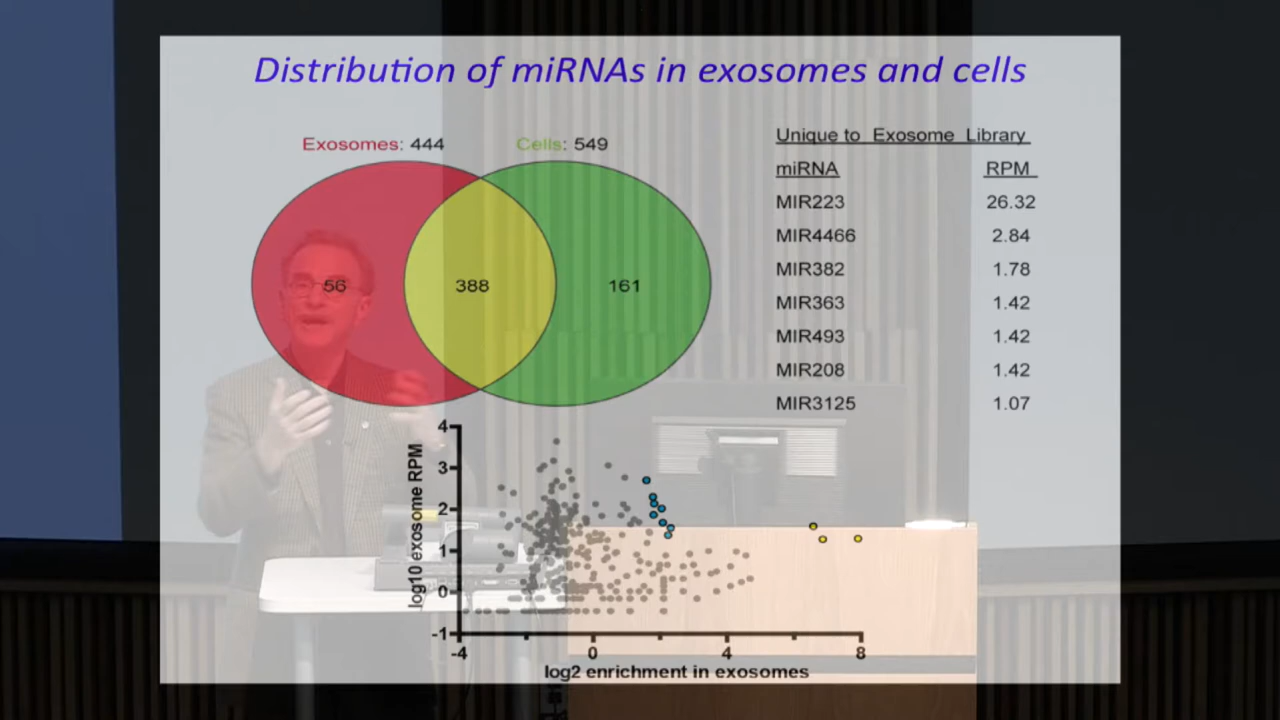 Distribution of miRNAs in exosomes and cells
Exosomes: 444
Cells: 549
56
388
161
Unique to Exosome Library
miRNA RPM
MIR223 26.32
MIR4466 2.84
MIR382 1.78
MIR363 1.42
MIR493 1.42
MIR208 1.42
MIR3125 1.07
log10 exosome RPM
4
3
2
1
0
-1
-4 0 4 8
log2 enrichment in exosomes